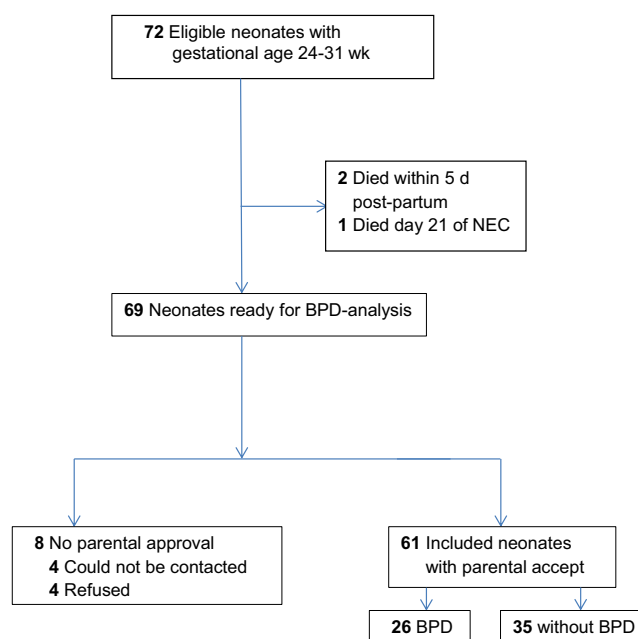 72 Eligible neonates with
gestational age 24-31 wk
2 Died within 5 d
post-partum
1 Died day 21 of NEC
69 Neonates ready for BPD-analysis
8 No parental approval
4 Could not be contacted
4 Refused
61 Included neonates
with parental accept
26 BPD
35 without BPD